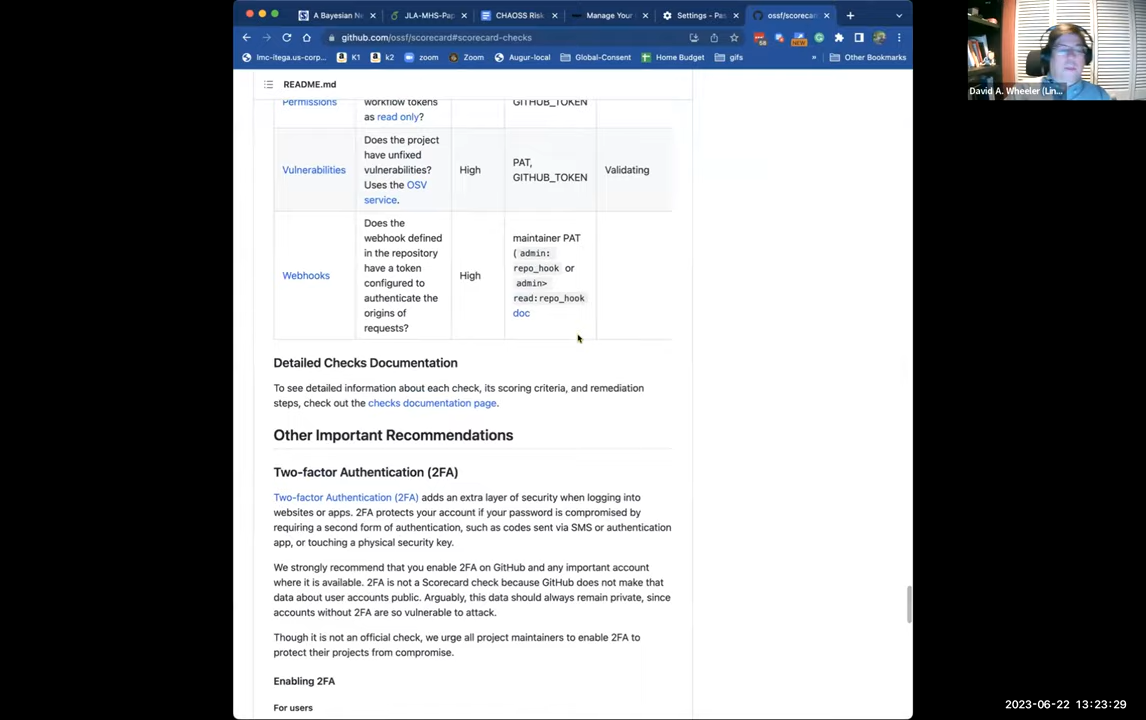 A Bayesian Ne
JLA-MHS-Pap
CHAOSS Risk
Manage Your
Settings - Pas
ossf/scorecard
github.com/ossf/scorecard#scorecard-checks
lmc-itega.us-corp...
K1
k2
zoom
Zoom
Augur-local
Global-Consent
Home Budget
gifs
»
Other Bookmarks
README.md
Permissions
workflow tokens
as read only?
GITHUB_TOKEN
Vulnerabilities
Does the project
have unfixed
vulnerabilities?
Uses the OSV
service.
High
PAT,
GITHUB_TOKEN
Validating
Webhooks
Does the
webhook defined
in the repository
have a token
configured to
authenticate the
origins of
requests?
High
maintainer PAT
(admin:
repo_hook or
admin>
read:repo_hook
doc
Detailed Checks Documentation
To see detailed information about each check, its scoring criteria, and remediation
steps, check out the checks documentation page.
Other Important Recommendations
Two-factor Authentication (2FA)
Two-factor Authentication (2FA) adds an extra layer of security when logging into
websites or apps. 2FA protects your account if your password is compromised by
requiring a second form of authentication, such as codes sent via SMS or authentication
app, or touching a physical security key.
We strongly recommend that you enable 2FA on GitHub and any important account
where it is available. 2FA is not a Scorecard check because GitHub does not make that
data about user accounts public. Arguably, this data should always remain private, since
accounts without 2FA are so vulnerable to attack.
Though it is not an official check, we urge all project maintainers to enable 2FA to
protect their projects from compromise.
Enabling 2FA
For users
David A. Wheeler (Lin...
2023-06-22 13:23:29